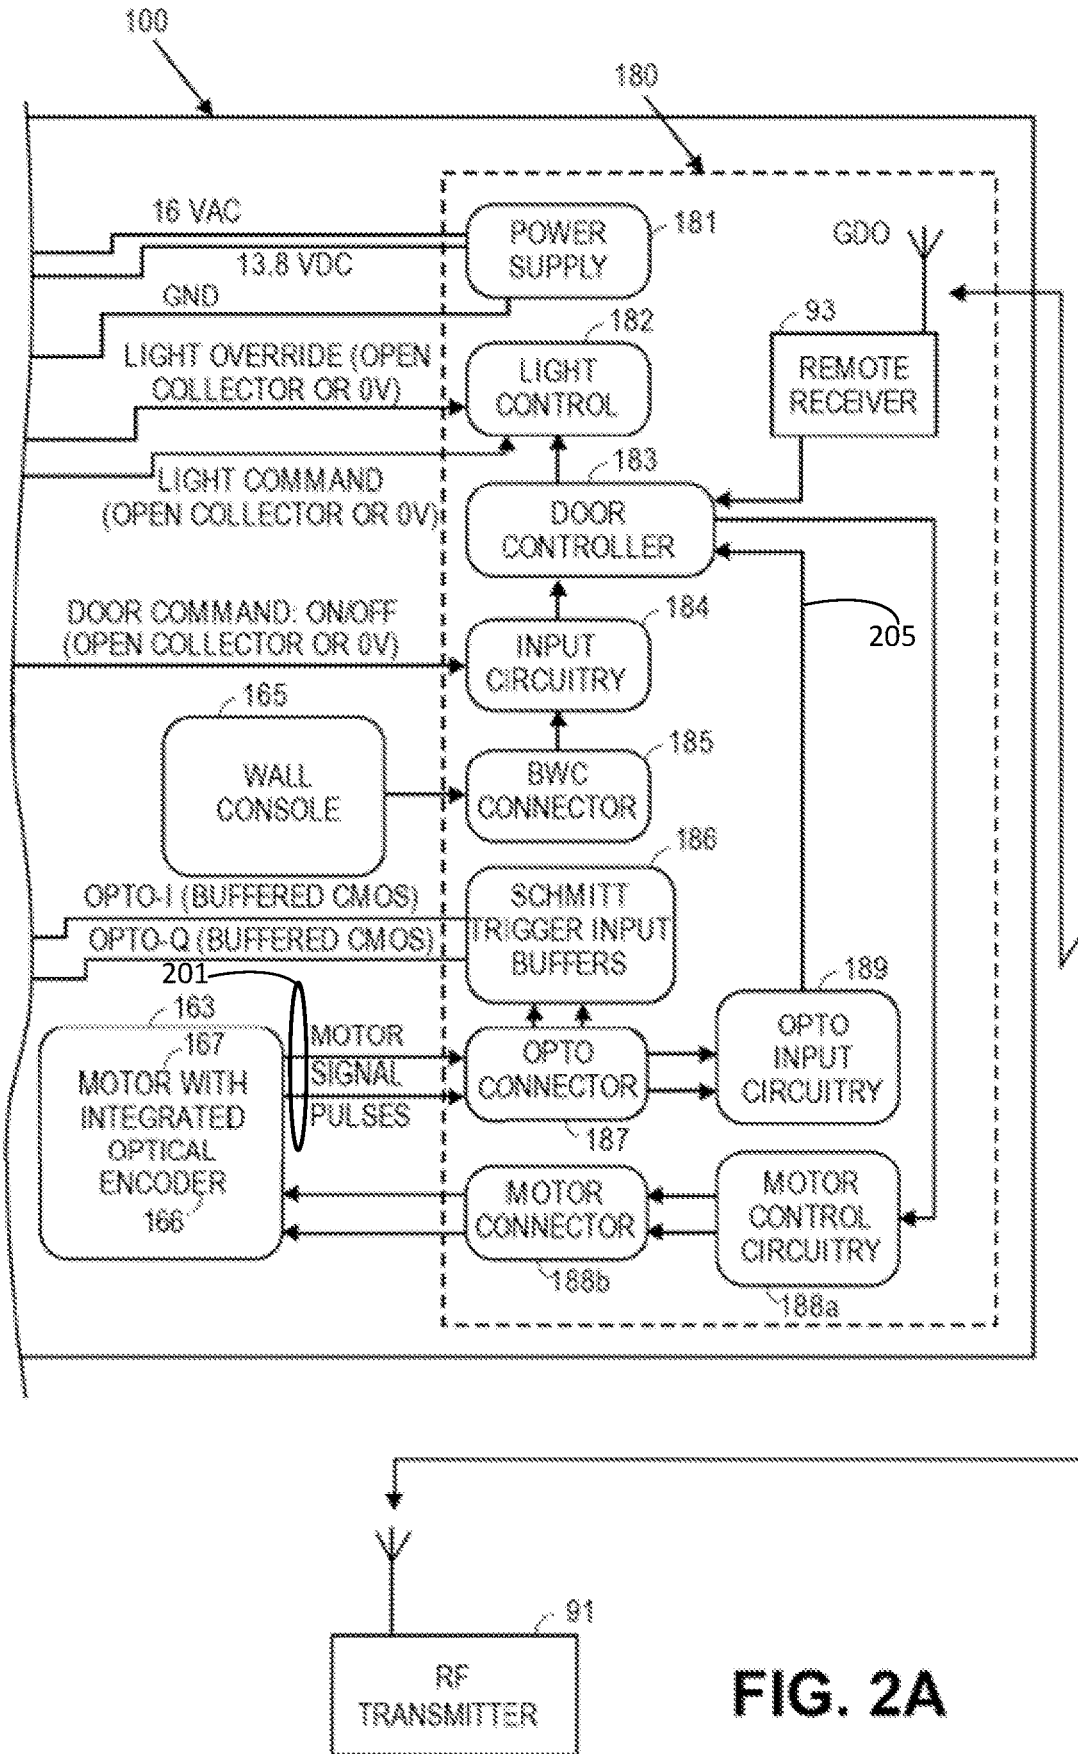 100
180
16 VAC
13.8 VDC
GND
POWER
SUPPLY
181
GDO
182
93
LIGHT OVERRIDE (OPEN
COLLECTOR OR 0V)
LIGHT
CONTROL
REMOTE
RECEIVER
LIGHT COMMAND
(OPEN COLLECTOR OR 0V)
183
DOOR
CONTROLLER
DOOR COMMAND: ON/OFF
(OPEN COLLECTOR OR 0V)
184
INPUT
CIRCUITRY
205
165
WALL
CONSOLE
185
BWC
CONNECTOR
186
OPTO-I (BUFFERED CMOS)
OPTO-Q (BUFFERED CMOS)
SCHMITT
TRIGGER INPUT
BUFFERS
201
189
163
167
MOTOR WITH
INTEGRATED
OPTICAL
ENCODER
166
MOTOR
SIGNAL
PULSES
OPTO
CONNECTOR
187
OPTO
INPUT
CIRCUITRY
MOTOR
CONNECTOR
188b
MOTOR
CONTROL
CIRCUITRY
188a
91
RF
TRANSMITTER
FIG. 2A